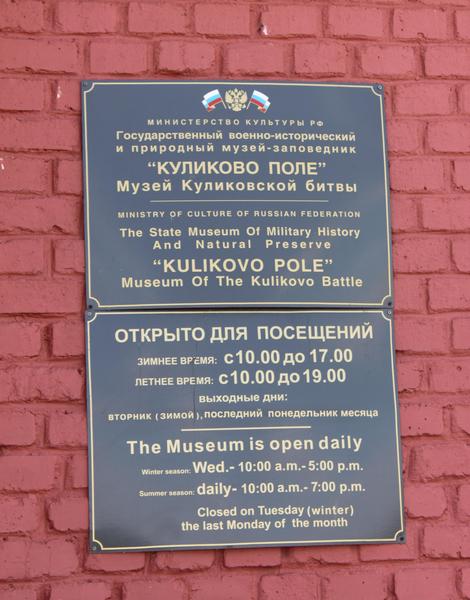 МИНИСТЕРСТВО КУЛЬТУРЫ РФ
Государственный военно-исторический
и природный музей-заповедник
“КУЛИКОВО ПОЛЕ”
Музей Куликовской битвы
MINISTRY OF CULTURE OF RUSSIAN FEDERATION
The State Museum Of Military History
And Natural Preserve
“KULIKOVO POLE”
Museum Of The Kulikovo Battle
ОТКРЫТО ДЛЯ ПОСЕЩЕНИЙ
ЗИМНЕЕ ВРЕМЯ: с 10.00 до 17.00
ЛЕТНЕЕ ВРЕМЯ: с 10.00 до 19.00
ВЫХОДНЫЕ ДНИ:
ВТОРНИК (ЗИМОЙ), ПОСЛЕДНИЙ ПОНЕДЕЛЬНИК МЕСЯЦА
The Museum is open daily
Winter season: Wed.- 10:00 a.m.- 5:00 p.m.
Summer season: daily- 10:00 a.m.- 7:00 p.m.
Closed on Tuesday (winter)
the last Monday of the month